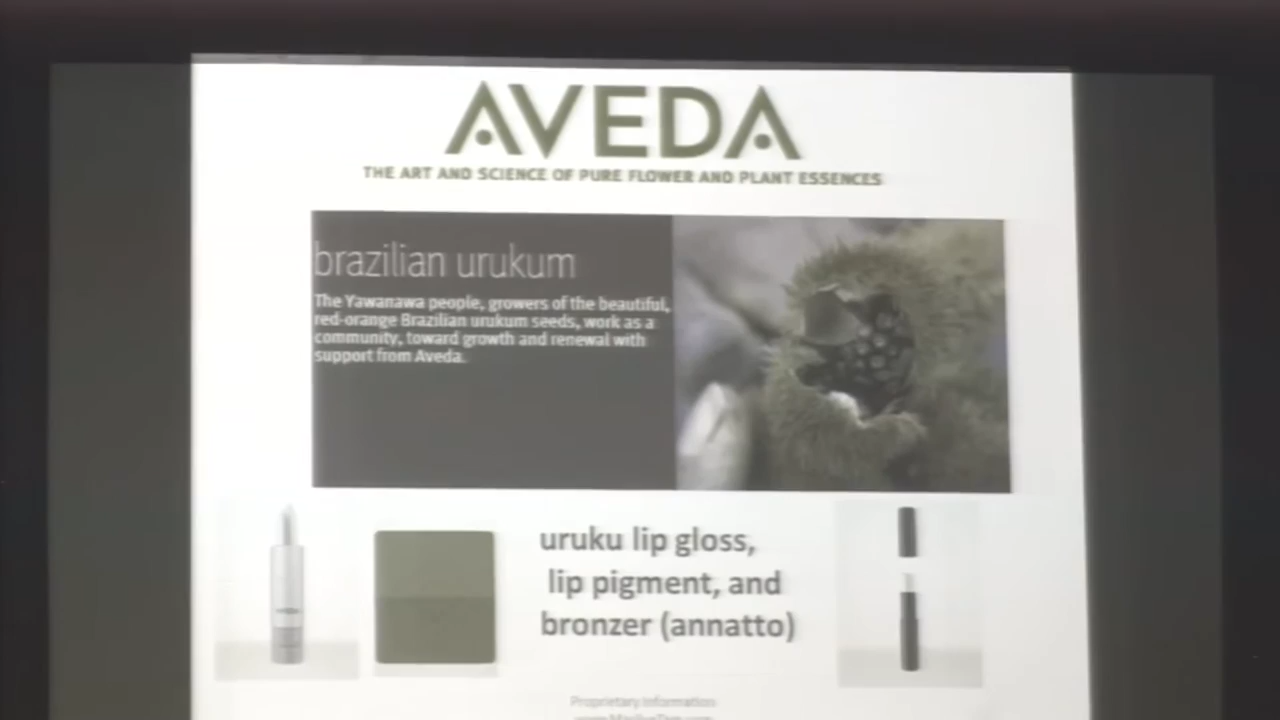 AVEDA
THE ART AND SCIENCE OF PURE FLOWER AND PLANT ESSENCES
brazilian urukum
The Yawanawa people, growers of the beautiful,
red-orange Brazilian urukum seeds, work as a
community, toward growth and renewal with
support from Aveda.
uruku lip gloss,
lip pigment, and
bronzer (annatto)
Proprietary Information